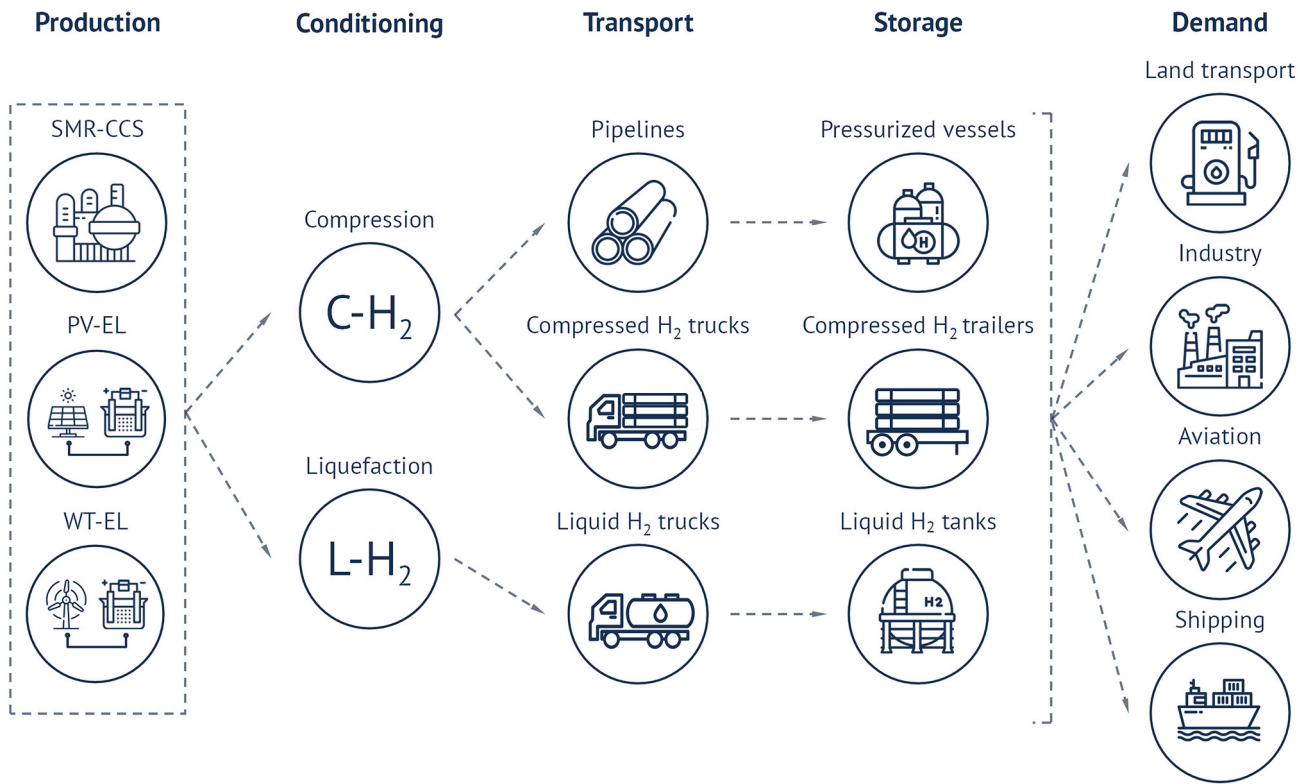 Production
Conditioning
Transport
Storage
Demand
SMR-CCS
PV-EL
WT-EL
Compression
C-H₂
Liquefaction
L-H₂
Pipelines
Compressed H₂ trucks
Liquid H₂ trucks
Pressurized vessels
H
Compressed H₂ trailers
Liquid H₂ tanks
H2
Land transport
Industry
Aviation
Shipping